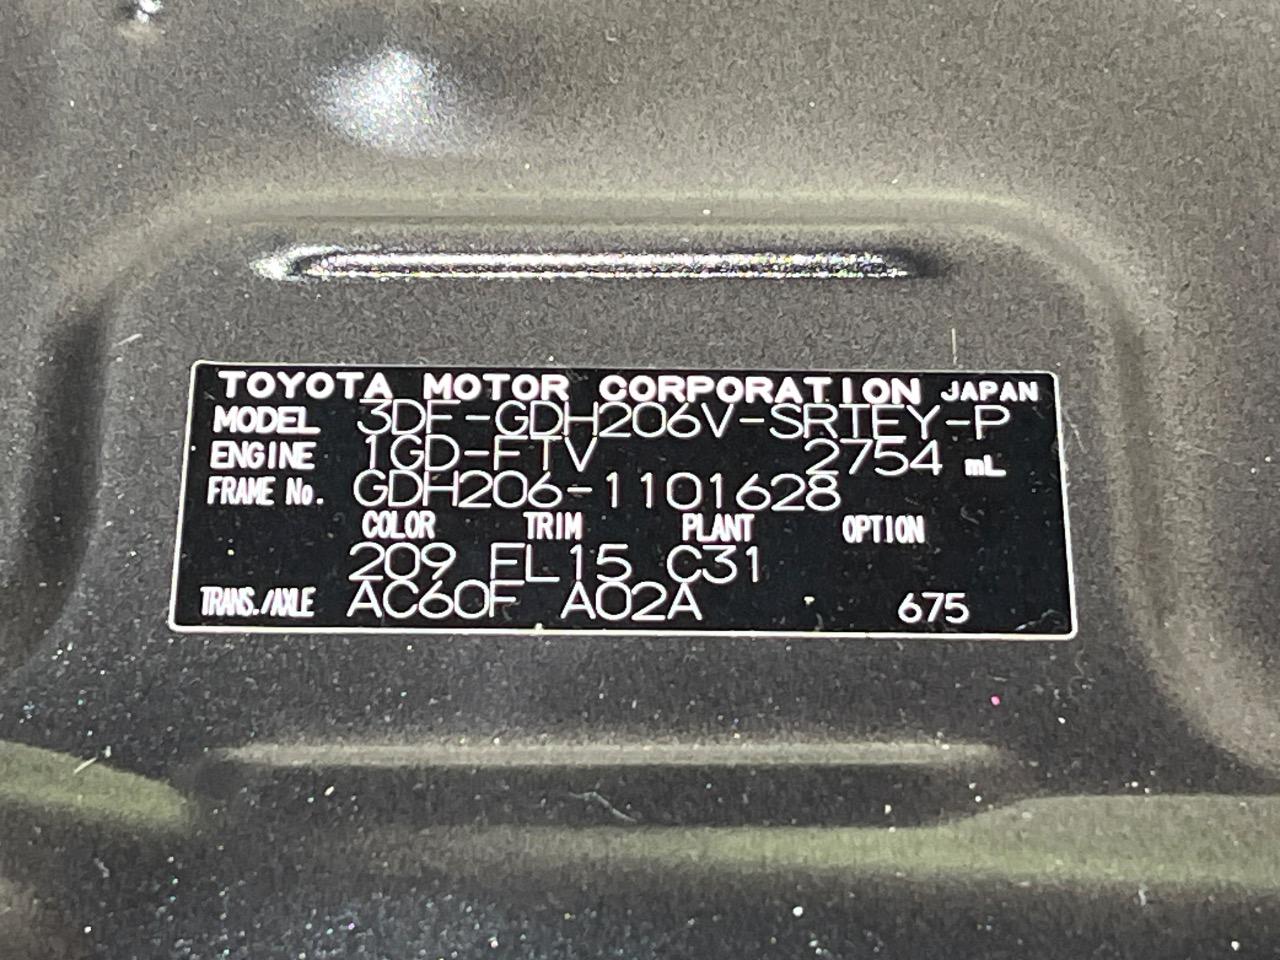 TOYOTA MOTOR CORPORATION JAPAN
MODEL 3DF-GDH206V-SRTEY-P
ENGINE 1GD-FTV 2754 mL
FRAME No. GDH206-1101628
COLOR TRIM PLANT OPTION
209 FL15 C31
TRANS./AXLE AC60F A02A 675